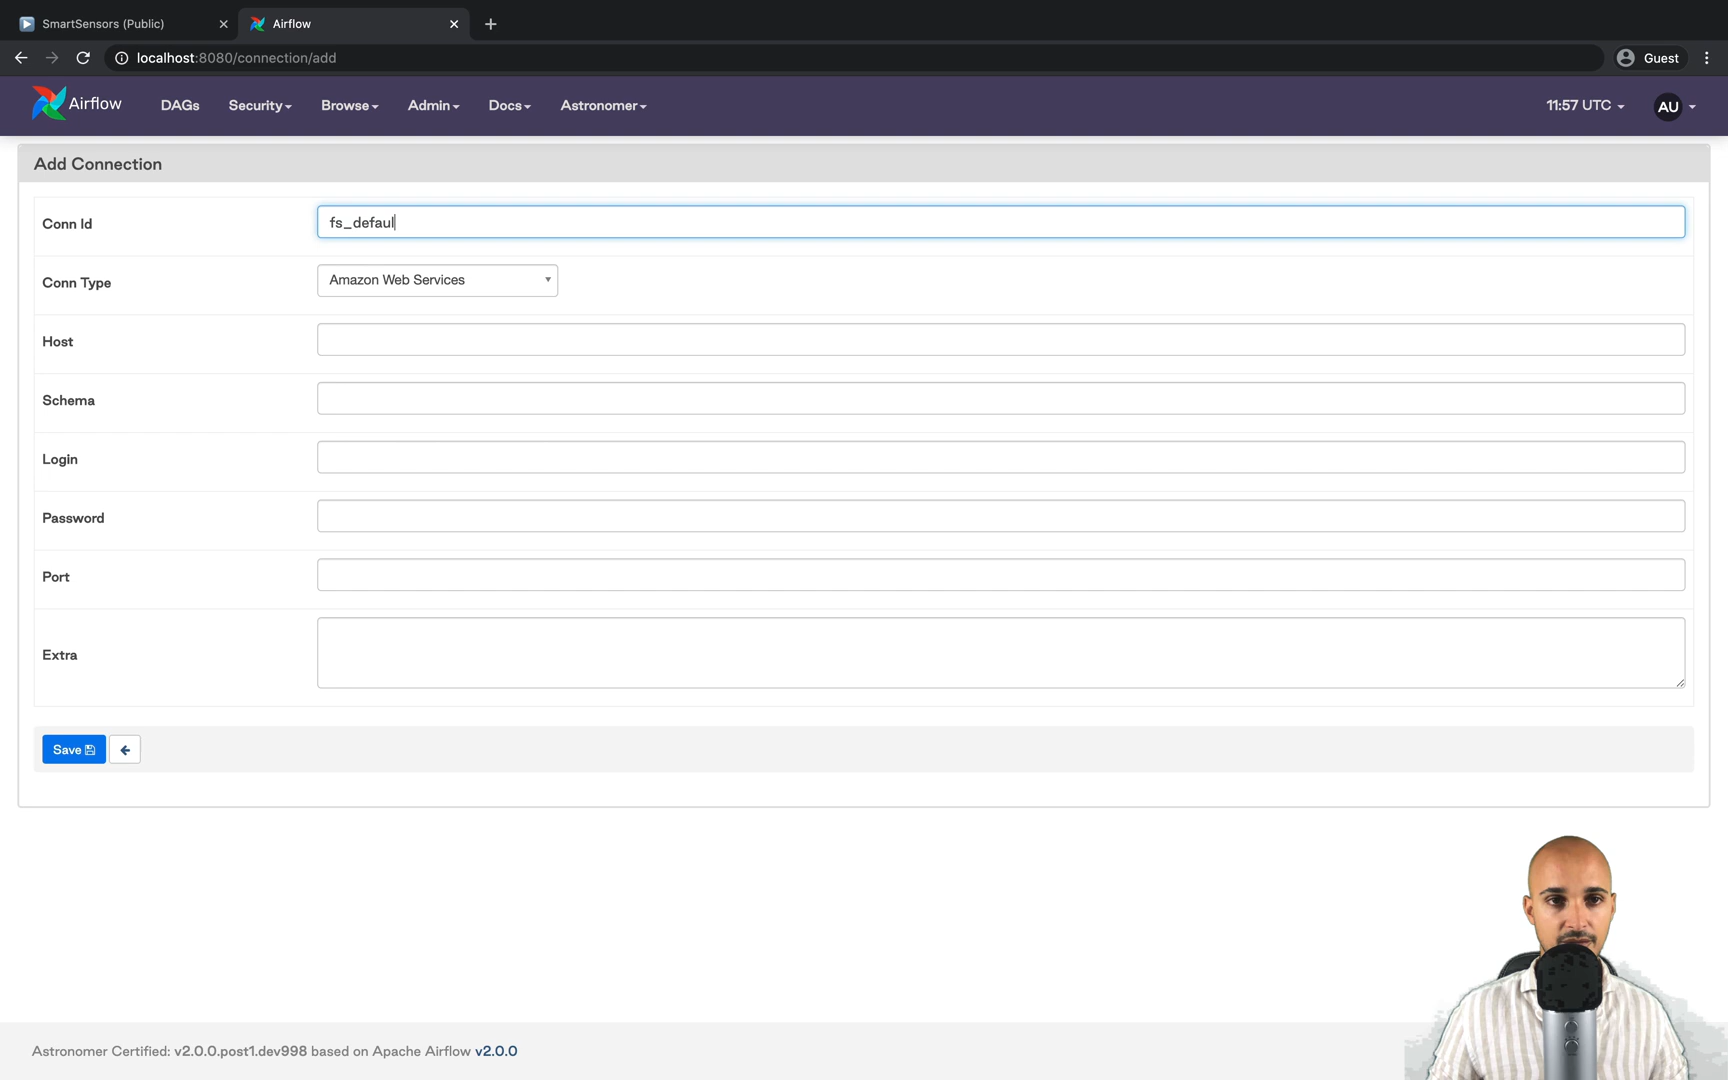 SmartSensors (Public)
Airflow
localhost:8080/connection/add
Guest
Airflow
DAGs
Security
Browse
Admin
Docs
Astronomer
11:57 UTC
AU
Add Connection
Conn Id
fs_defaul
Conn Type
Amazon Web Services
Host
Schema
Login
Password
Port
Extra
Save
Astronomer Certified: v2.0.0.post1.dev998 based on Apache Airflow v2.0.0